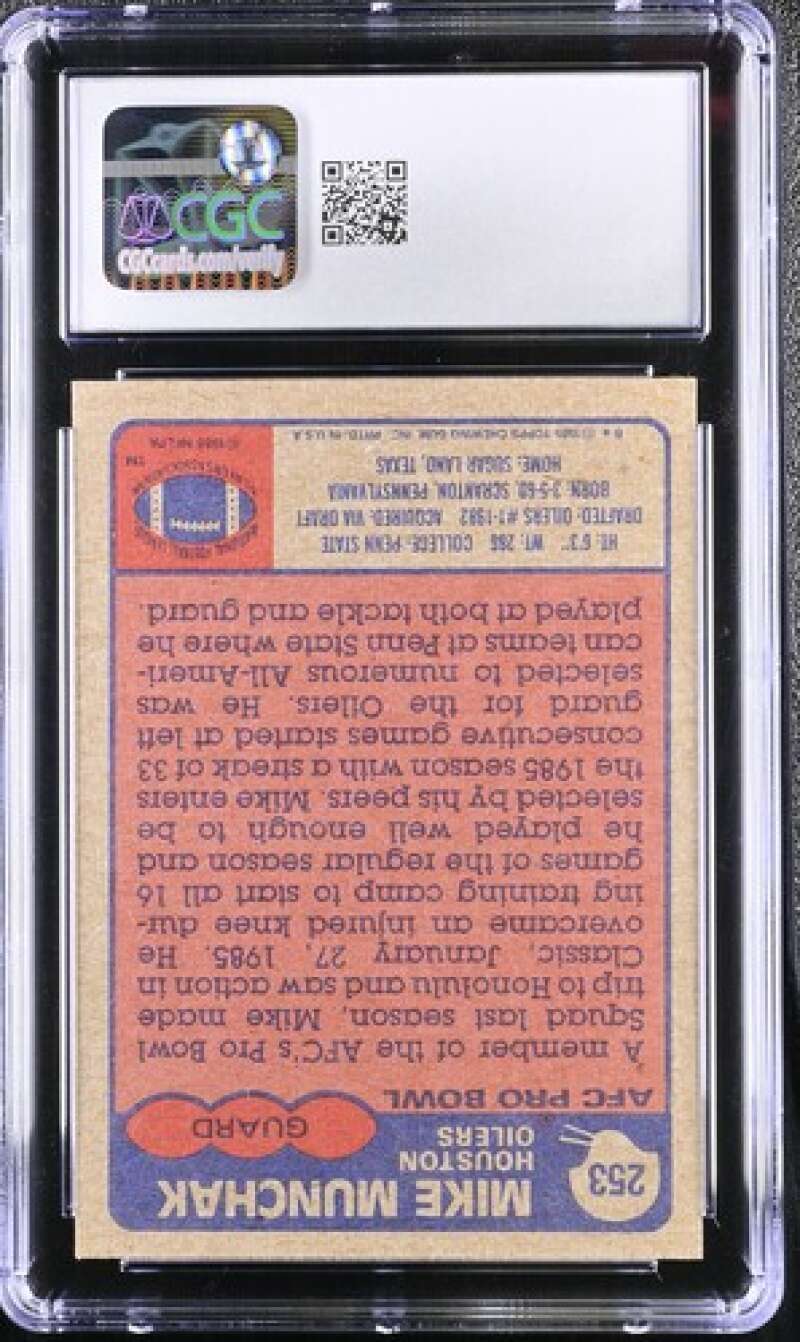 CGC
CGCcards.com/verify
253
MIKE MUNCHAK
HOUSTON
OILERS
GUARD
AFC PRO BOWL
A member of the AFC's Pro Bowl
Squad last season, Mike made
trip to Honolulu and saw action in
Classic, January 27, 1985. He
overcame an injured knee dur-
ing training camp to start all 16
games of the regular season and
he played well enough to be
selected by his peers. Mike enters
the 1985 season with a streak of 33
consecutive games started at left
guard for the Oilers. He was
selected to numerous All-Ameri-
can teams at Penn State where he
played at both tackle and guard.
HT: 6'3" WT: 286 COLLEGE: PENN STATE
DRAFTED: OILERS #1-1982 ACQUIRED: VIA DRAFT
BORN: 3-5-60, SCRANTON, PENNSYLVANIA
HOME: SUGAR LAND, TEXAS
© 1985 TOPPS CHEWING GUM, INC. PRTD. IN U.S.A.
TM
© 1985 NFLPA